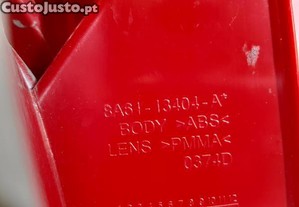 CustoJusto.pt
8A61-13404-A*
BODY >ABS<
LENS >PMMA<
0374D